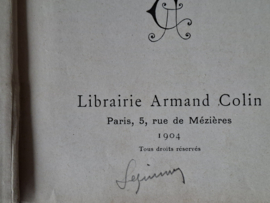 Librairie Armand Colin
Paris, 5, rue de Mézières
1904
Tous droits réservés